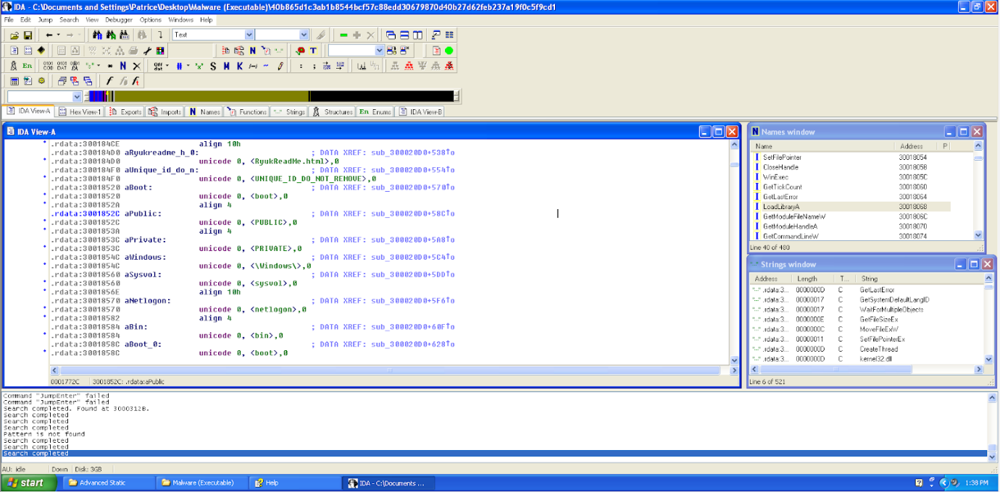 IDA - C:\Documents and Settings\Patrice\Desktop\Malware (Executable)\40b865d1c3ab1b8544bcf57c88edd30679870d40b27d62feb237a19f0c5f9cd1
File Edit Jump Search View Debugger Options Windows Help
Text
IDA View-A Hex View-1 Exports Imports N Names Functions Strings Structures En Enums IDA View-B
IDA View-A
.rdata:300184CE align 10h
.rdata:300184D0 aRyukreadme_h_0: ; DATA XREF: sub_300020D0+538↑o
.rdata:300184D0 unicode 0, <RyukReadMe.html>,0
.rdata:300184F0 aUnique_id_do_n: ; DATA XREF: sub_300020D0+554↑o
.rdata:300184F0 unicode 0, <UNIQUE_ID_DO_NOT_REMOVE>,0
.rdata:30018520 aBoot: ; DATA XREF: sub_300020D0+570↑o
.rdata:30018520 unicode 0, <boot>,0
.rdata:3001852A align 4
.rdata:3001852C aPublic: ; DATA XREF: sub_300020D0+58C↑o
.rdata:3001852C unicode 0, <PUBLIC>,0
.rdata:3001853A align 4
.rdata:3001853C aPrivate: ; DATA XREF: sub_300020D0+5A8↑o
.rdata:3001853C unicode 0, <PRIVATE>,0
.rdata:3001854C aWindows: ; DATA XREF: sub_300020D0+5C4↑o
.rdata:3001854C unicode 0, <\Windows\>,0
.rdata:30018560 aSysvol: ; DATA XREF: sub_300020D0+5DD↑o
.rdata:30018560 unicode 0, <sysvol>,0
.rdata:3001856E align 10h
.rdata:30018570 aNetlogon: ; DATA XREF: sub_300020D0+5F6↑o
.rdata:30018570 unicode 0, <netlogon>,0
.rdata:30018582 align 4
.rdata:30018584 aBin: ; DATA XREF: sub_300020D0+60F↑o
.rdata:30018584 unicode 0, <bin>,0
.rdata:3001858C aBoot_0: ; DATA XREF: sub_300020D0+628↑o
.rdata:3001858C unicode 0, <boot>,0
0001772C 3001852C: .rdata:aPublic
Names window
Name Address P
SetFilePointer 30018054
CloseHandle 30018058
WinExec 3001805C
GetTickCount 30018060
GetLastError 30018064
LoadLibraryA 30018068
GetModuleFileNameW 3001806C
GetModuleHandleA 30018070
GetCommandLineW 30018074
Line 40 of 480
Strings window
Address Length T... String
.rdata:3... 0000000D C GetLastError
.rdata:3... 00000017 C GetSystemDefaultLangID
.rdata:3... 00000017 C WaitForMultipleObjects
.rdata:3... 0000000E C GetFileSizeEx
.rdata:3... 0000000C C MoveFileExW
.rdata:3... 00000011 C SetFilePointerEx
.rdata:3... 0000000D C CreateThread
.rdata:3... 0000000D C kernel32.dll
Line 6 of 521
Command "JumpEnter" failed
Command "JumpEnter" failed
Search completed. Found at 3000312B.
Search completed
Search completed
Search completed
Pattern is not found
Search completed
Search completed
Search completed
AU: idle Down Disk: 3GB
start Advanced Static Malware (Executable) Help IDA - C:\Documents ... 1:38 PM